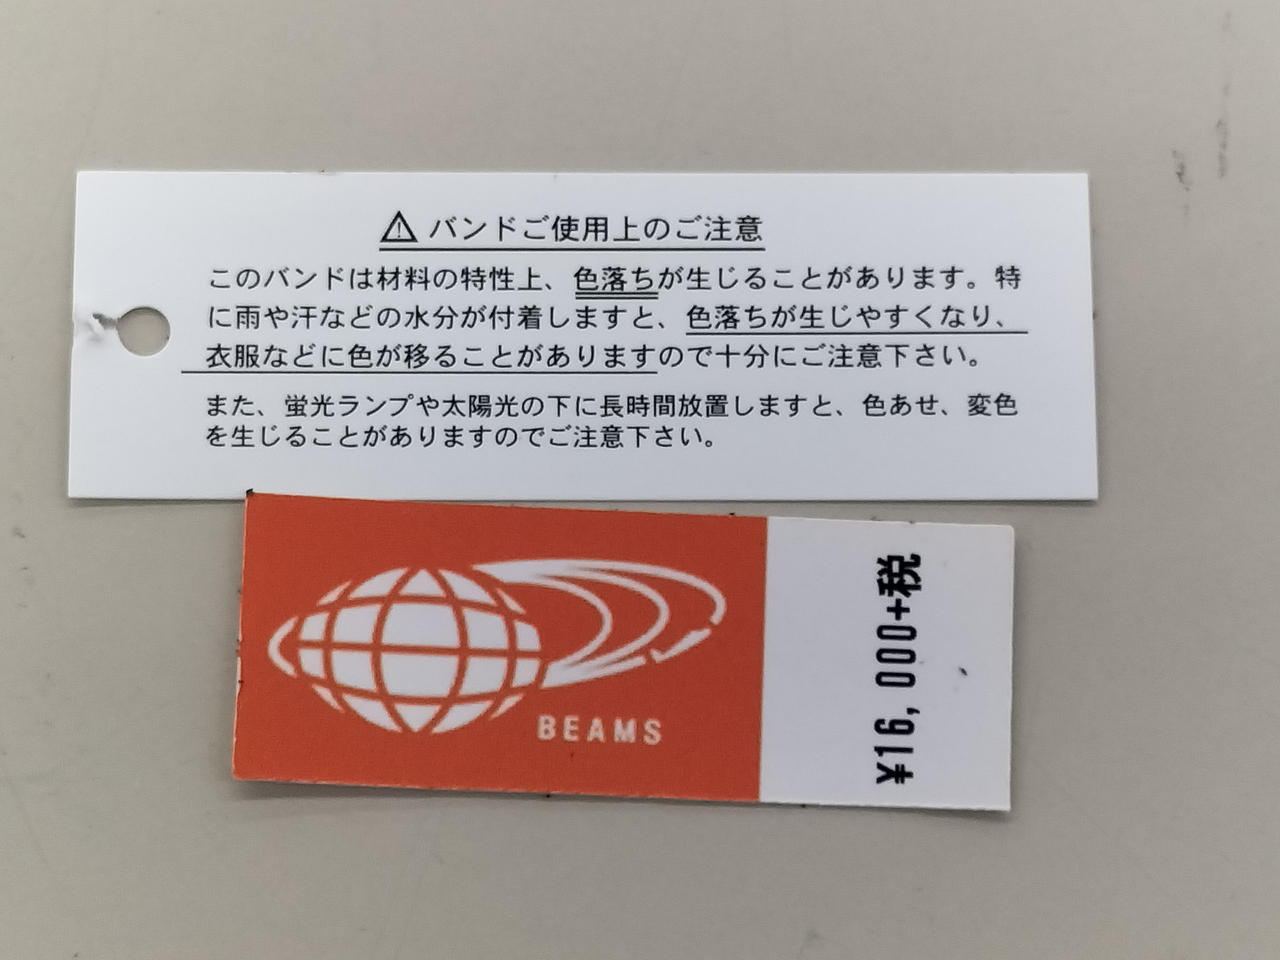 ⚠ バンドご使用上のご注意
このバンドは材料の特性上、色落ちが生じることがあります。特
に雨や汗などの水分が付着しますと、色落ちが生じやすくなり、
衣服などに色が移ることがありますので十分にご注意下さい。
また、蛍光ランプや太陽光の下に長時間放置しますと、色あせ、変色
を生じることがありますのでご注意下さい。
BEAMS
¥16,000+税